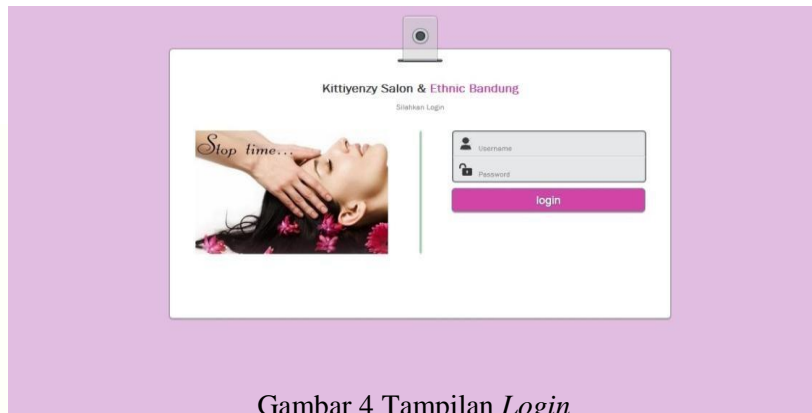 Kittiyenzy Salon & Ethnic Bandung
Silahkan Login
Stop time...
Username
Password
login
Gambar 4 Tampilan Login